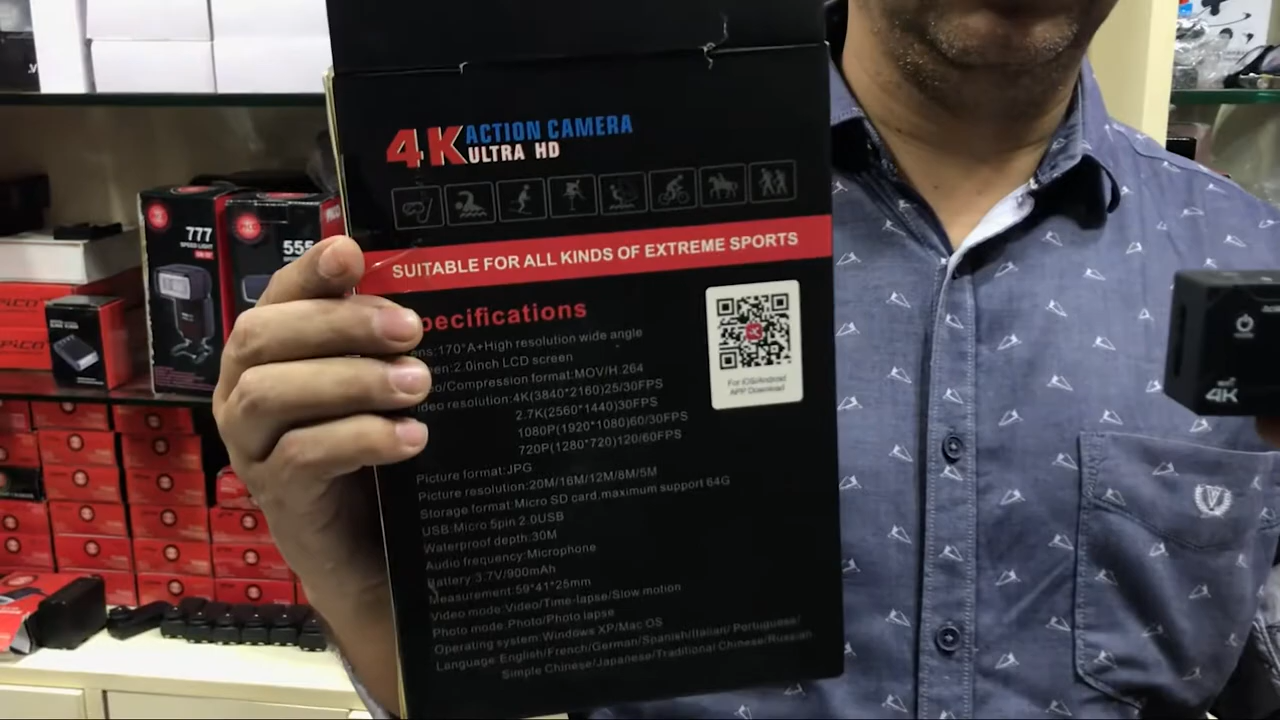 4K ACTION CAMERA
ULTRA HD
SUITABLE FOR ALL KINDS OF EXTREME SPORTS
pecifications
ens:170°A+High resolution wide angle
en:2.0inch LCD screen
o/Compression format:MOV/H.264
ideo resolution:4K(3840*2160)25/30FPS
2.7K(2560*1440)30FPS
1080P(1920*1080)60/30FPS
720P(1280*720)120/60FPS
Picture format:JPG
Picture resolution:20M/16M/12M/8M/5M
Storage format:Micro SD card,maximum support 64G
USB:Micro 5pin 2.0USB
Waterproof depth:30M
Audio frequency:Microphone
Battery:3.7V/900mAh
Measurement:59*41*25mm
Video mode:Video/Time-lapse/Slow motion
Photo mode:Photo/Photo lapse
Operating system:Windows XP/Mac OS
Language:English/French/German/Spanish/Italian/Portuguese/
Simple Chinese/Japanese/Traditional Chinese/Russian
For iOS/Android
APP Download
777
SPEED LIGHT
555
PiCO
4K